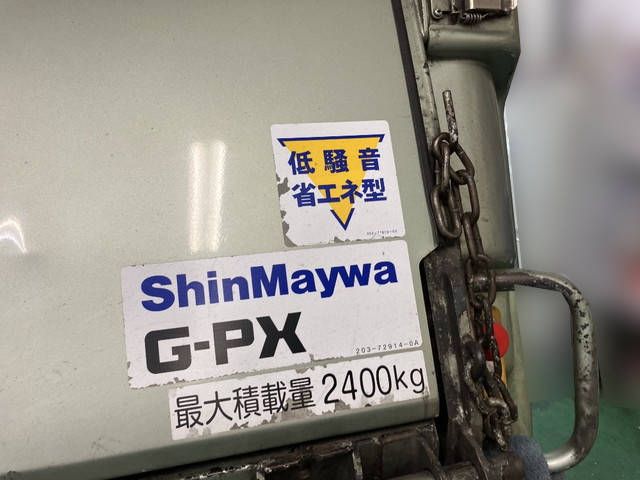 低騒音
省エネ型
ShinMaywa
G-PX
203-72914-0A
最大積載量 2400kg